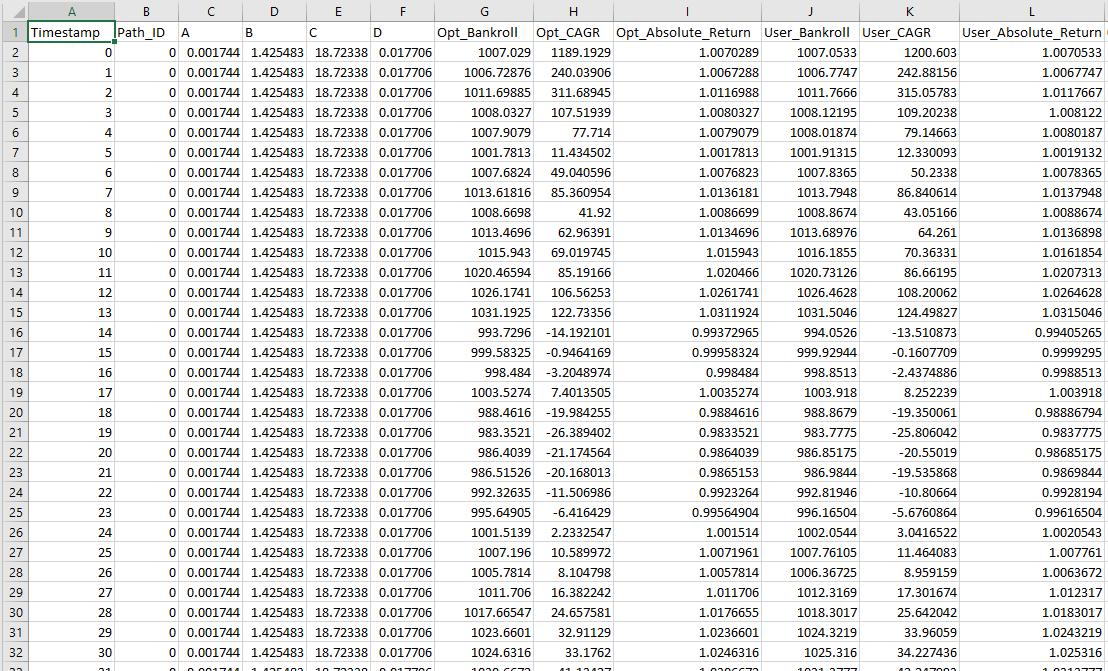 A B C D E F G H I J K L
1 Timestamp Path_ID A B C D Opt_Bankroll Opt_CAGR Opt_Absolute_Return User_Bankroll User_CAGR User_Absolute_Return
2 0 0 0.001744 1.425483 18.72338 0.017706 1007.029 1189.1929 1.0070289 1007.0533 1200.603 1.0070533
3 1 0 0.001744 1.425483 18.72338 0.017706 1006.72876 240.03906 1.0067288 1006.7747 242.88156 1.0067747
4 2 0 0.001744 1.425483 18.72338 0.017706 1011.69885 311.68945 1.0116988 1011.7666 315.05783 1.0117667
5 3 0 0.001744 1.425483 18.72338 0.017706 1008.0327 107.51939 1.0080327 1008.12195 109.20238 1.008122
6 4 0 0.001744 1.425483 18.72338 0.017706 1007.9079 77.714 1.0079079 1008.01874 79.14663 1.0080187
7 5 0 0.001744 1.425483 18.72338 0.017706 1001.7813 11.434502 1.0017813 1001.91315 12.330093 1.0019132
8 6 0 0.001744 1.425483 18.72338 0.017706 1007.6824 49.040596 1.0076823 1007.8365 50.2338 1.0078365
9 7 0 0.001744 1.425483 18.72338 0.017706 1013.61816 85.360954 1.0136181 1013.7948 86.840614 1.0137948
10 8 0 0.001744 1.425483 18.72338 0.017706 1008.6698 41.92 1.0086699 1008.8674 43.05166 1.0088674
11 9 0 0.001744 1.425483 18.72338 0.017706 1013.4696 62.96391 1.0134696 1013.68976 64.261 1.0136898
12 10 0 0.001744 1.425483 18.72338 0.017706 1015.943 69.019745 1.015943 1016.1855 70.36331 1.0161854
13 11 0 0.001744 1.425483 18.72338 0.017706 1020.46594 85.19166 1.020466 1020.73126 86.66195 1.0207313
14 12 0 0.001744 1.425483 18.72338 0.017706 1026.1741 106.56253 1.0261741 1026.4628 108.20062 1.0264628
15 13 0 0.001744 1.425483 18.72338 0.017706 1031.1925 122.73356 1.0311924 1031.5046 124.49827 1.0315046
16 14 0 0.001744 1.425483 18.72338 0.017706 993.7296 -14.192101 0.99372965 994.0526 -13.510873 0.99405265
17 15 0 0.001744 1.425483 18.72338 0.017706 999.58325 -0.9464169 0.99958324 999.92944 -0.1607709 0.9999295
18 16 0 0.001744 1.425483 18.72338 0.017706 998.484 -3.2048974 0.998484 998.8513 -2.4374886 0.9988513
19 17 0 0.001744 1.425483 18.72338 0.017706 1003.5274 7.4013505 1.0035274 1003.918 8.252239 1.003918
20 18 0 0.001744 1.425483 18.72338 0.017706 988.4616 -19.984255 0.9884616 988.8679 -19.350061 0.98886794
21 19 0 0.001744 1.425483 18.72338 0.017706 983.3521 -26.389402 0.9833521 983.7775 -25.806042 0.9837775
22 20 0 0.001744 1.425483 18.72338 0.017706 986.4039 -21.174564 0.9864039 986.85175 -20.55019 0.98685175
23 21 0 0.001744 1.425483 18.72338 0.017706 986.51526 -20.168013 0.9865153 986.9844 -19.535868 0.9869844
24 22 0 0.001744 1.425483 18.72338 0.017706 992.32635 -11.506986 0.9923264 992.81946 -10.80664 0.9928194
25 23 0 0.001744 1.425483 18.72338 0.017706 995.64905 -6.416429 0.99564904 996.16504 -5.6760864 0.99616504
26 24 0 0.001744 1.425483 18.72338 0.017706 1001.5139 2.2332547 1.001514 1002.0544 3.0416522 1.0020543
27 25 0 0.001744 1.425483 18.72338 0.017706 1007.196 10.589972 1.0071961 1007.76105 11.464083 1.007761
28 26 0 0.001744 1.425483 18.72338 0.017706 1005.7814 8.104798 1.0057814 1006.36725 8.959159 1.0063672
29 27 0 0.001744 1.425483 18.72338 0.017706 1011.706 16.382242 1.011706 1012.3169 17.301674 1.012317
30 28 0 0.001744 1.425483 18.72338 0.017706 1017.66547 24.657581 1.0176655 1018.3017 25.642042 1.0183017
31 29 0 0.001744 1.425483 18.72338 0.017706 1023.6601 32.91129 1.0236601 1024.3219 33.96059 1.0243219
32 30 0 0.001744 1.425483 18.72338 0.017706 1024.6316 33.1762 1.0246316 1025.316 34.227436 1.025316